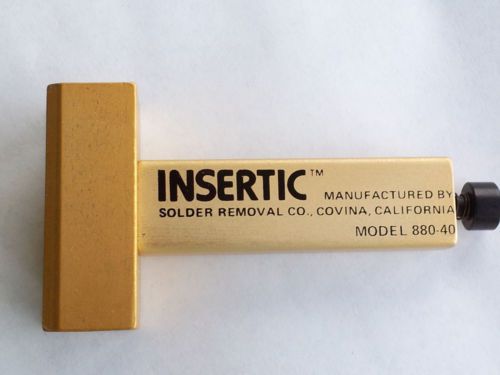 INSERTIC™
MANUFACTURED BY
SOLDER REMOVAL CO., COVINA, CALIFORNIA
MODEL 880-40